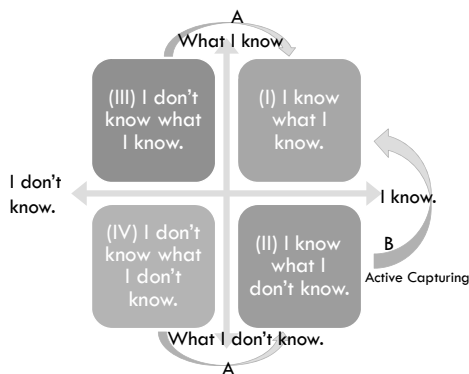 A
What I know
(III) I don't
know what
I know.
(I) I know
what I
know.
I don't
know.
I know.
(IV) I don't
know what
I don't
know.
(II) I know
what I
don't know.
B
Active Capturing
What I don't know.
A